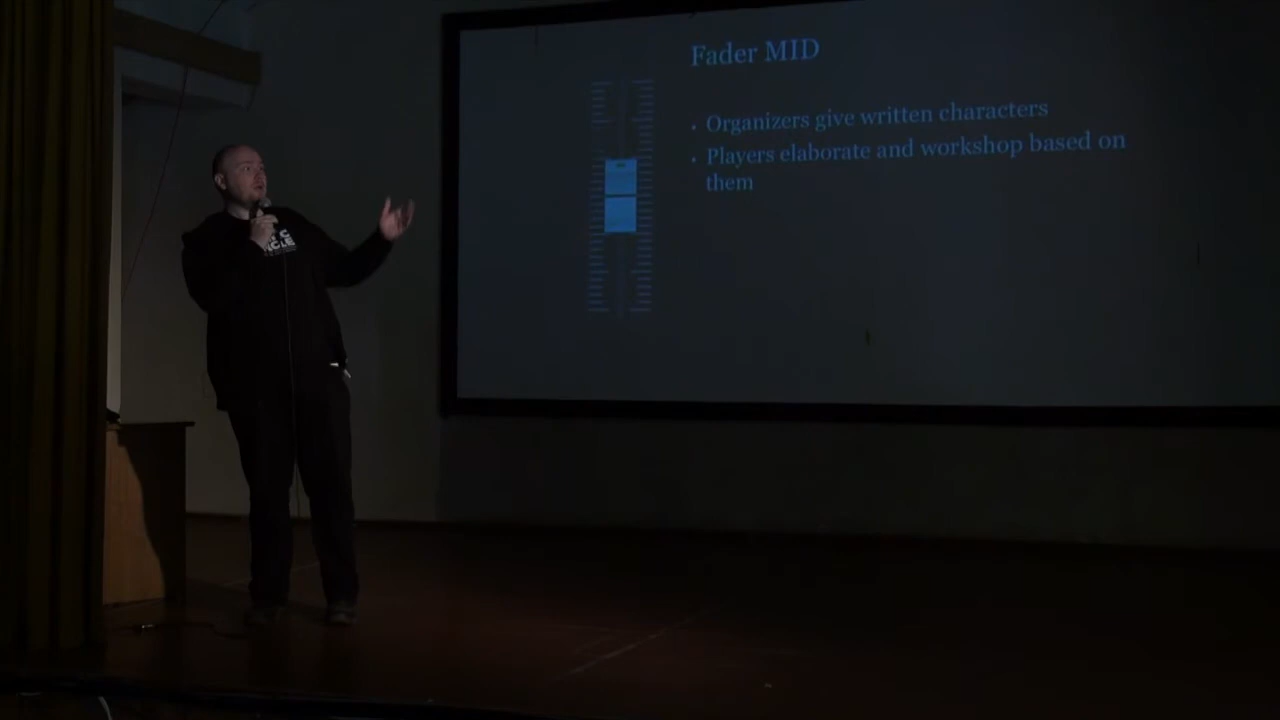 Fader MID
• Organizers give written characters
• Players elaborate and workshop based on
them